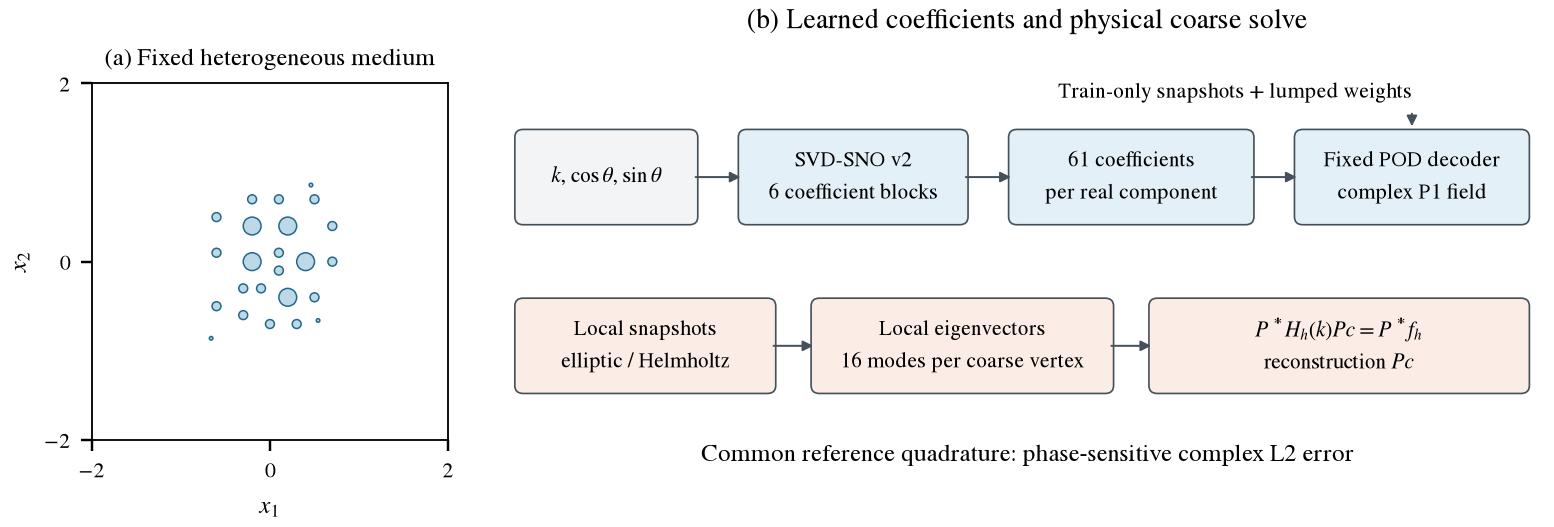 (a) Fixed heterogeneous medium
2
0
−2
x₂
−2 0 2
x₁
(b) Learned coefficients and physical coarse solve
Train-only snapshots + lumped weights
k, cos θ, sin θ
SVD-SNO v2
6 coefficient blocks
61 coefficients
per real component
Fixed POD decoder
complex P1 field
Local snapshots
elliptic / Helmholtz
Local eigenvectors
16 modes per coarse vertex
P*Hₕ(k)Pc = P*fₕ
reconstruction Pc
Common reference quadrature: phase-sensitive complex L2 error